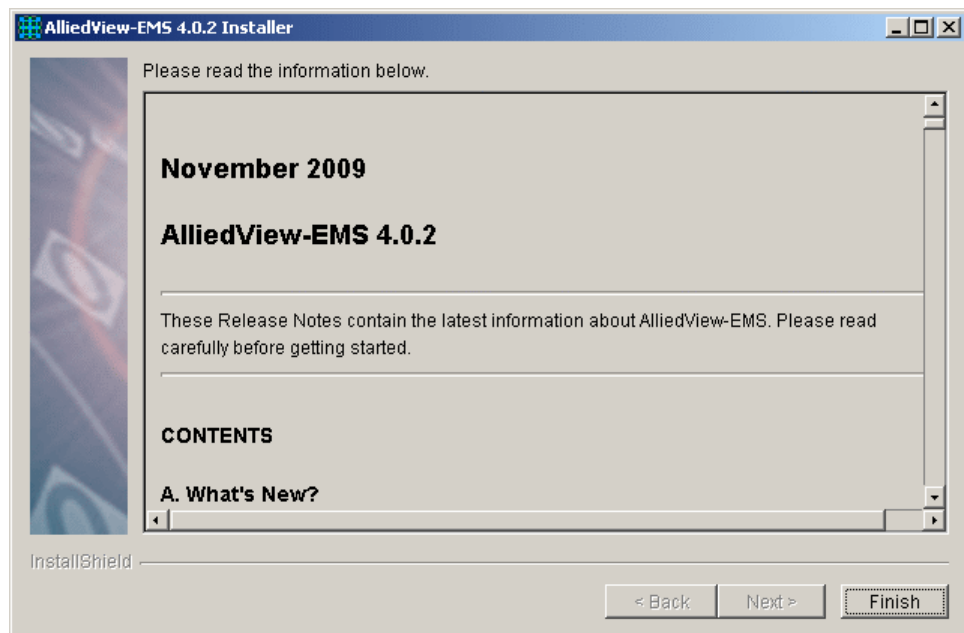 AlliedView-EMS 4.0.2 Installer
Please read the information below.
November 2009
AlliedView-EMS 4.0.2
These Release Notes contain the latest information about AlliedView-EMS. Please read
carefully before getting started.
CONTENTS
A. What's New?
InstallShield
< Back
Next >
Finish